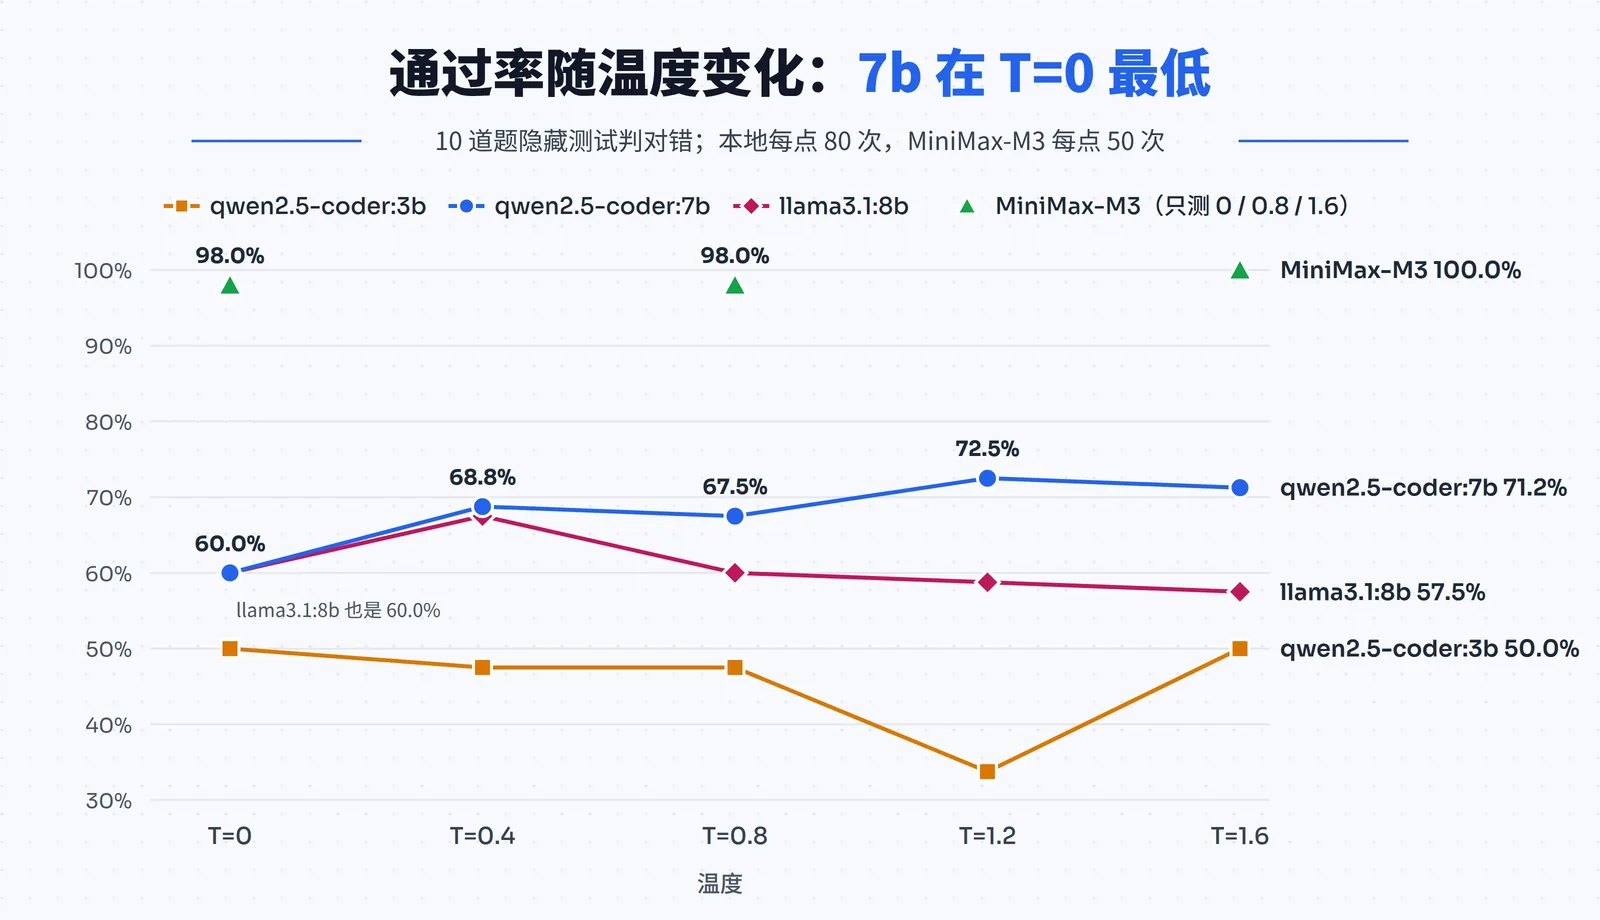 通过率随温度变化：7b 在 T=0 最低
10 道题隐藏测试判对错；本地每点 80 次，MiniMax-M3 每点 50 次
qwen2.5-coder:3b qwen2.5-coder:7b llama3.1:8b MiniMax-M3（只测 0 / 0.8 / 1.6）
98.0% 98.0%
100% MiniMax-M3 100.0%
90%
80%
72.5%
68.8% 67.5%
70% qwen2.5-coder:7b 71.2%
60.0%
60% llama3.1:8b 57.5%
llama3.1:8b 也是 60.0%
50% qwen2.5-coder:3b 50.0%
40%
30%
T=0 T=0.4 T=0.8 T=1.2 T=1.6
温度